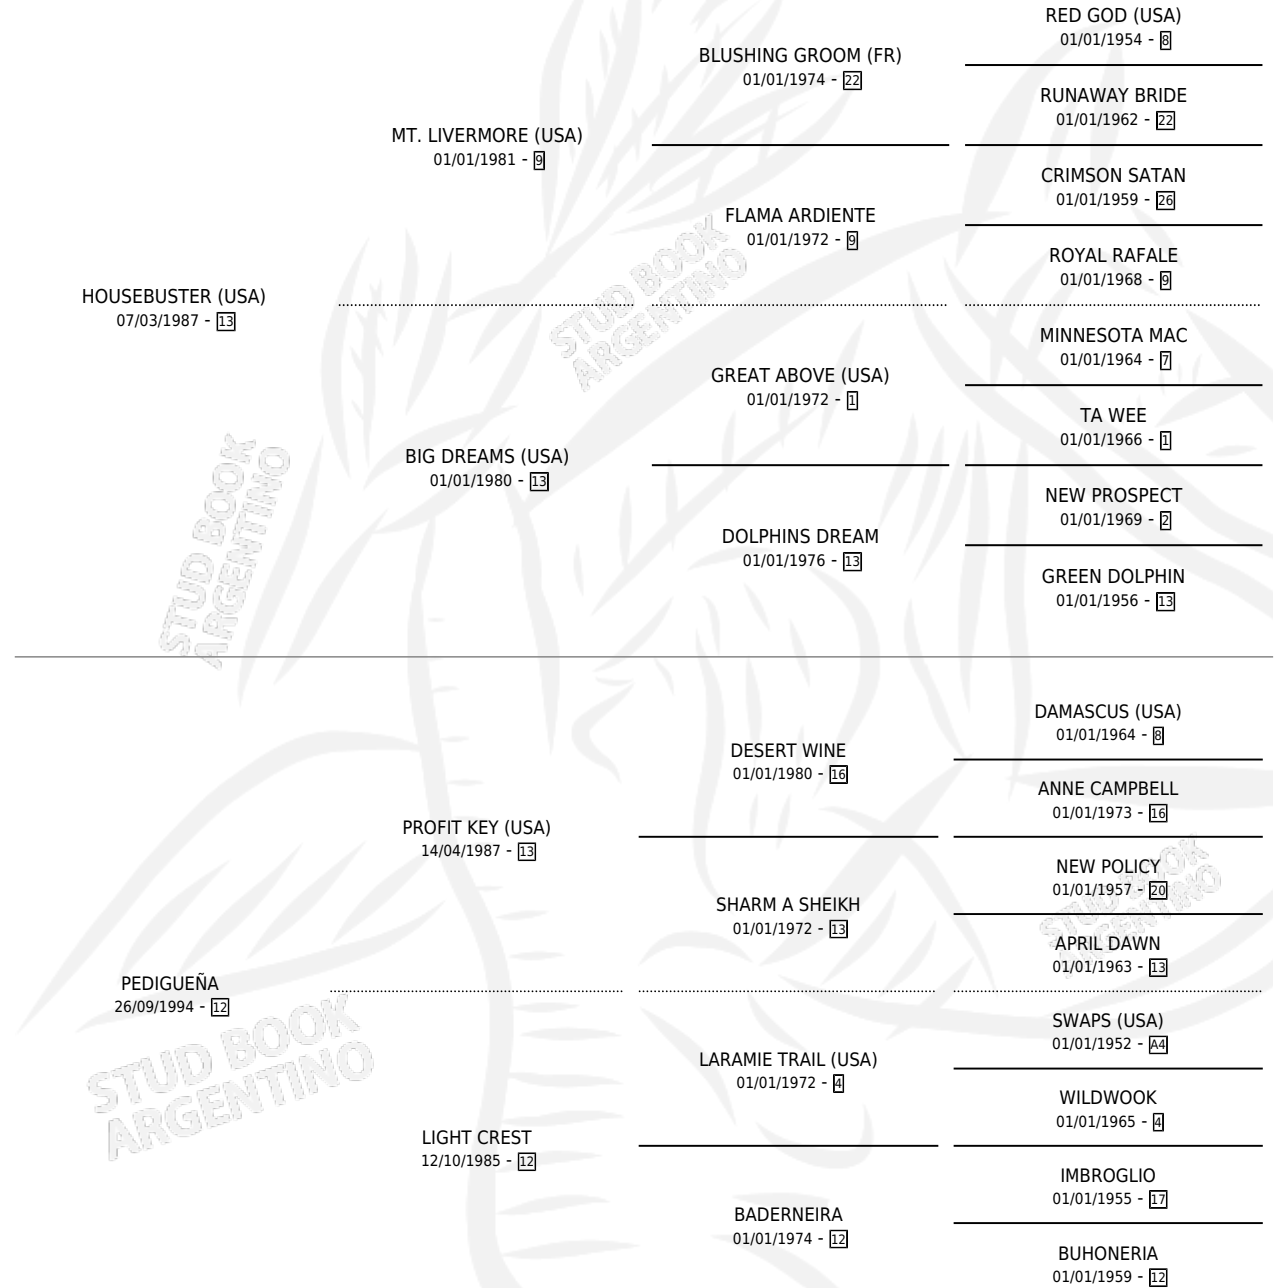 RED GOD (USA)
01/01/1954 - 8
BLUSHING GROOM (FR)
01/01/1974 - 22
RUNAWAY BRIDE
01/01/1962 - 22
MT. LIVERMORE (USA)
01/01/1981 - 9
CRIMSON SATAN
01/01/1959 - 26
FLAMA ARDIENTE
01/01/1972 - 9
ROYAL RAFALE
01/01/1968 - 9
HOUSEBUSTER (USA)
07/03/1987 - 13
MINNESOTA MAC
01/01/1964 - 7
GREAT ABOVE (USA)
01/01/1972 - 1
TA WEE
01/01/1966 - 1
BIG DREAMS (USA)
01/01/1980 - 13
NEW PROSPECT
01/01/1969 - 2
DOLPHINS DREAM
01/01/1976 - 13
GREEN DOLPHIN
01/01/1956 - 13
DAMASCUS (USA)
01/01/1964 - 8
DESERT WINE
01/01/1980 - 16
ANNE CAMPBELL
01/01/1973 - 16
PROFIT KEY (USA)
14/04/1987 - 13
NEW POLICY
01/01/1957 - 20
SHARM A SHEIKH
01/01/1972 - 13
APRIL DAWN
01/01/1963 - 13
PEDIGUEÑA
26/09/1994 - 12
SWAPS (USA)
01/01/1952 - A4
LARAMIE TRAIL (USA)
01/01/1972 - 4
WILDWOOK
01/01/1965 - 4
LIGHT CREST
12/10/1985 - 12
IMBROGLIO
01/01/1955 - 17
BADERNEIRA
01/01/1974 - 12
BUHONERIA
01/01/1959 - 12
STUD BOOK
ARGENTINO
STUD BOOK
ARGENTINO
STUD BOOK
ARGENTINO
STUD BOOK
ARGENTINO